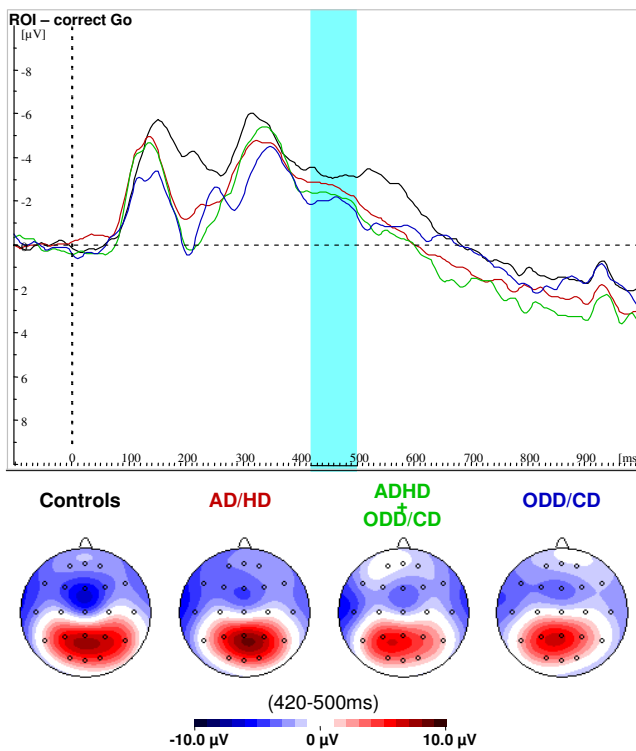 ROI – correct Go
[µV]
-8
-6
-4
-2
0
2
4
6
8
0 100 200 300 400 500 600 700 800 900 [ms]
Controls AD/HD ADHD + ODD/CD ODD/CD
(420-500ms)
-10.0 µV 0 µV 10.0 µV